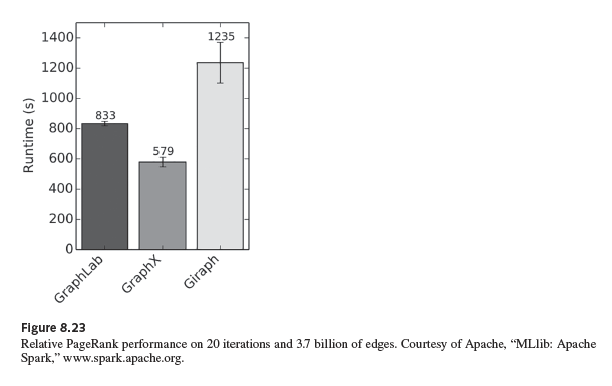 1400
1200
1000
800
600
400
200
0
Runtime (s)
833
579
1235
GraphLab
GraphX
Giraph
Figure 8.23
Relative PageRank performance on 20 iterations and 3.7 billion of edges. Courtesy of Apache, “MLlib: Apache
Spark,” www.spark.apache.org.